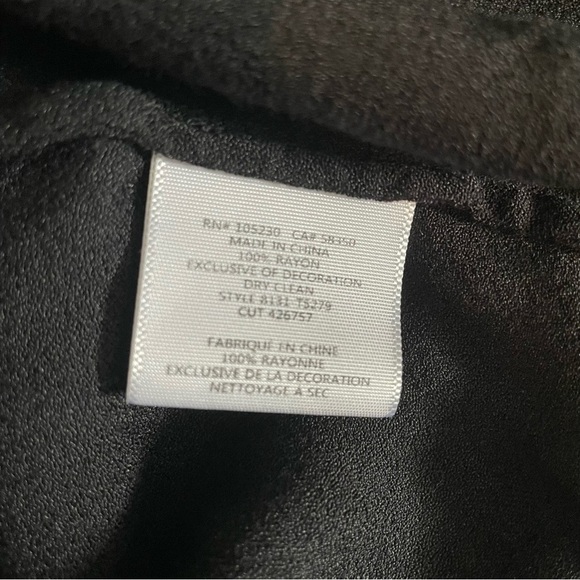 RN# 105230 CA# 58350
MADE IN CHINA
100% RAYON
EXCLUSIVE OF DECORATION
DRY CLEAN
STYLE 8131 T5279
CUT 426757
FABRIQUÉ EN CHINE
100% RAYONNE
EXCLUSIVE DE LA DECORATION
NETTOYAGE À SEC